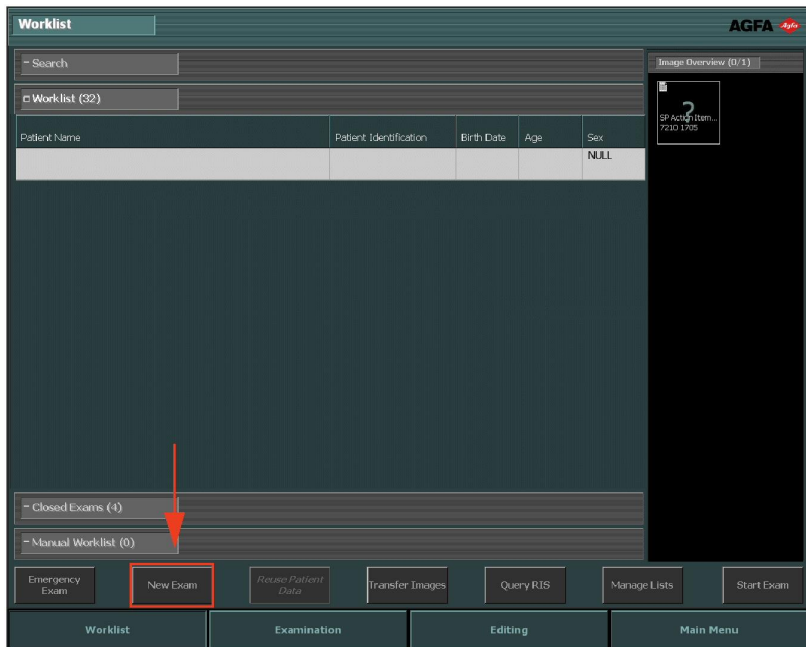 Worklist
AGFA Agfa
- Search
Image Overview (0/1)
Worklist (32)
?
SP Action Item...
7210 1705
Patient Name Patient Identification Birth Date Age Sex
NULL
- Closed Exams (4)
- Manual Worklist (0)
Emergency
Exam
New Exam
Reuse Patient
Data
Transfer Images
Query RIS
Manage Lists
Start Exam
Worklist Examination Editing Main Menu